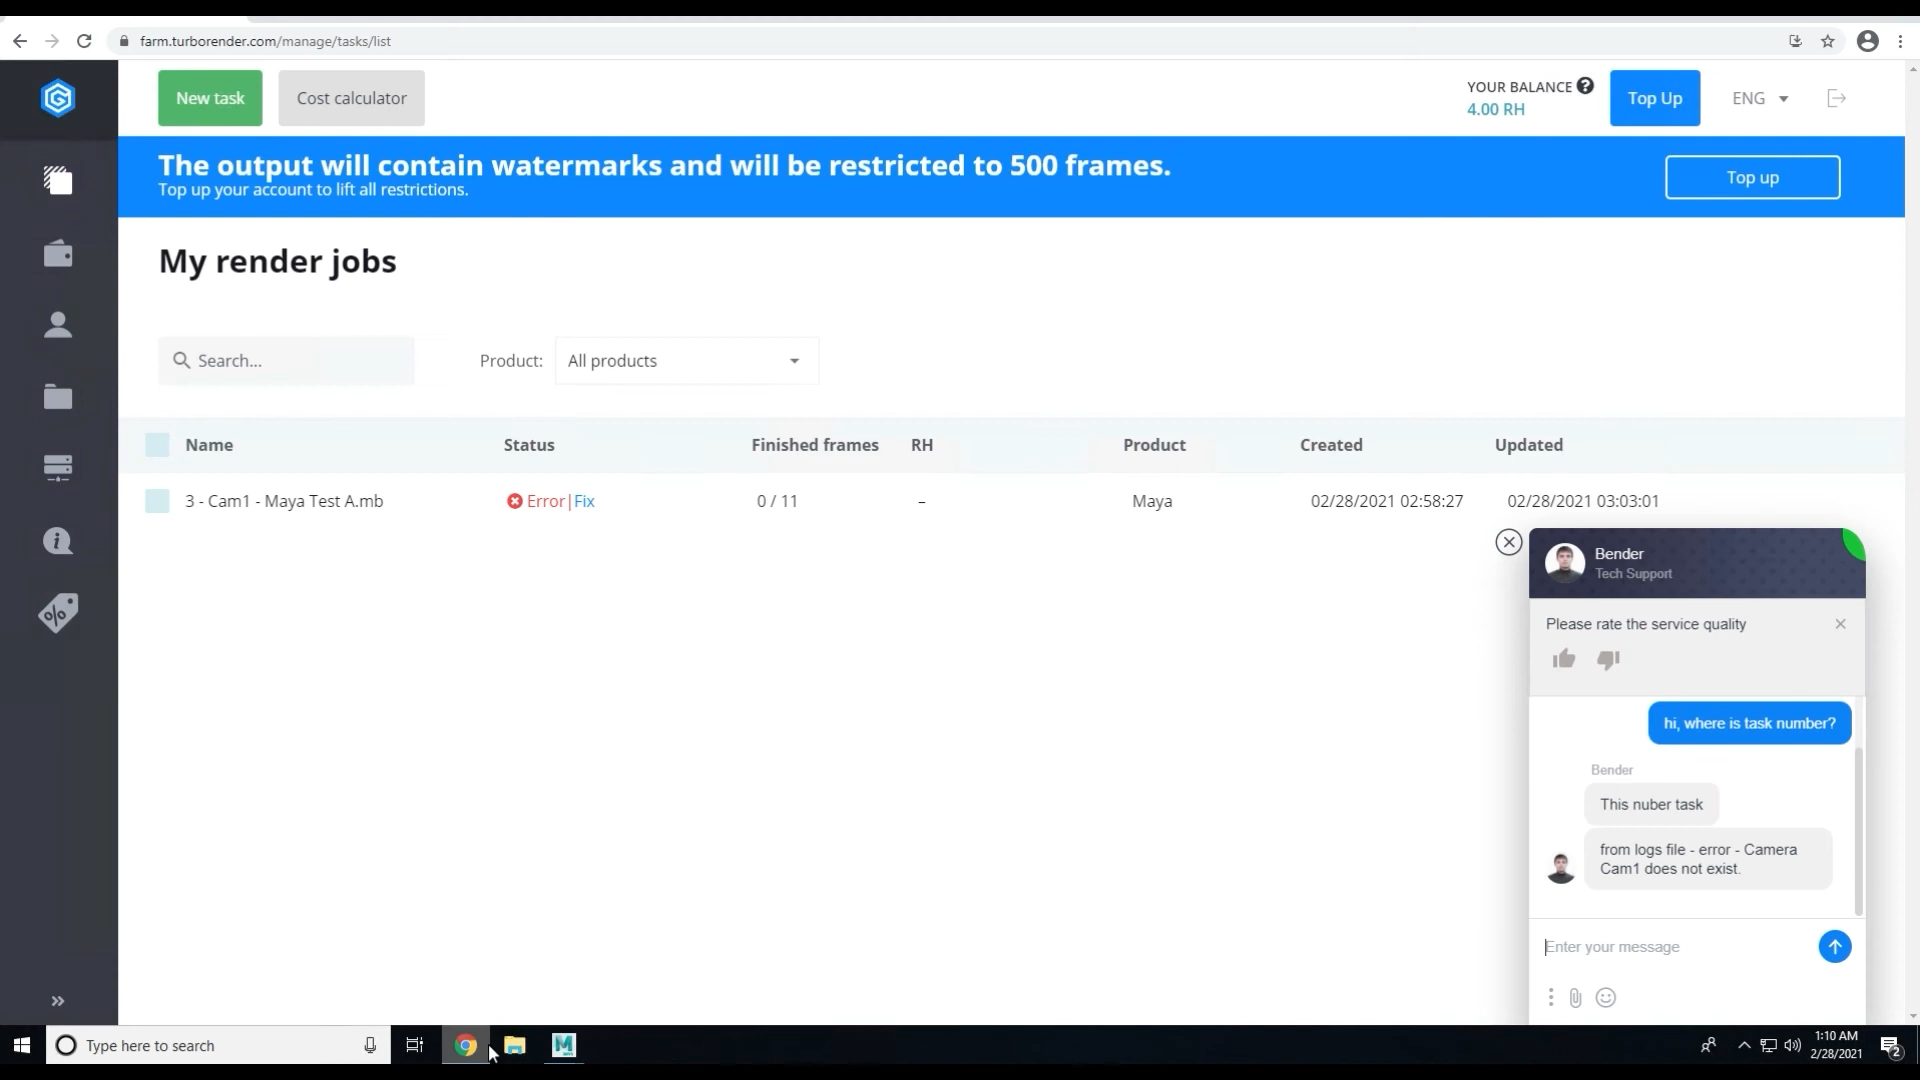 farm.turborender.com/manage/tasks/list
New task
Cost calculator
YOUR BALANCE ?
4.00 RH
Top Up
ENG
The output will contain watermarks and will be restricted to 500 frames.
Top up your account to lift all restrictions.
Top up
My render jobs
Search...
Product:
All products
Name Status Finished frames RH Product Created Updated
3 - Cam1 - Maya Test A.mb Error|Fix 0 / 11 – Maya 02/28/2021 02:58:27 02/28/2021 03:03:01
Bender
Tech Support
Please rate the service quality
hi, where is task number?
Bender
This nuber task
from logs file - error - Camera
Cam1 does not exist.
Enter your message
Type here to search
1:10 AM
2/28/2021
2